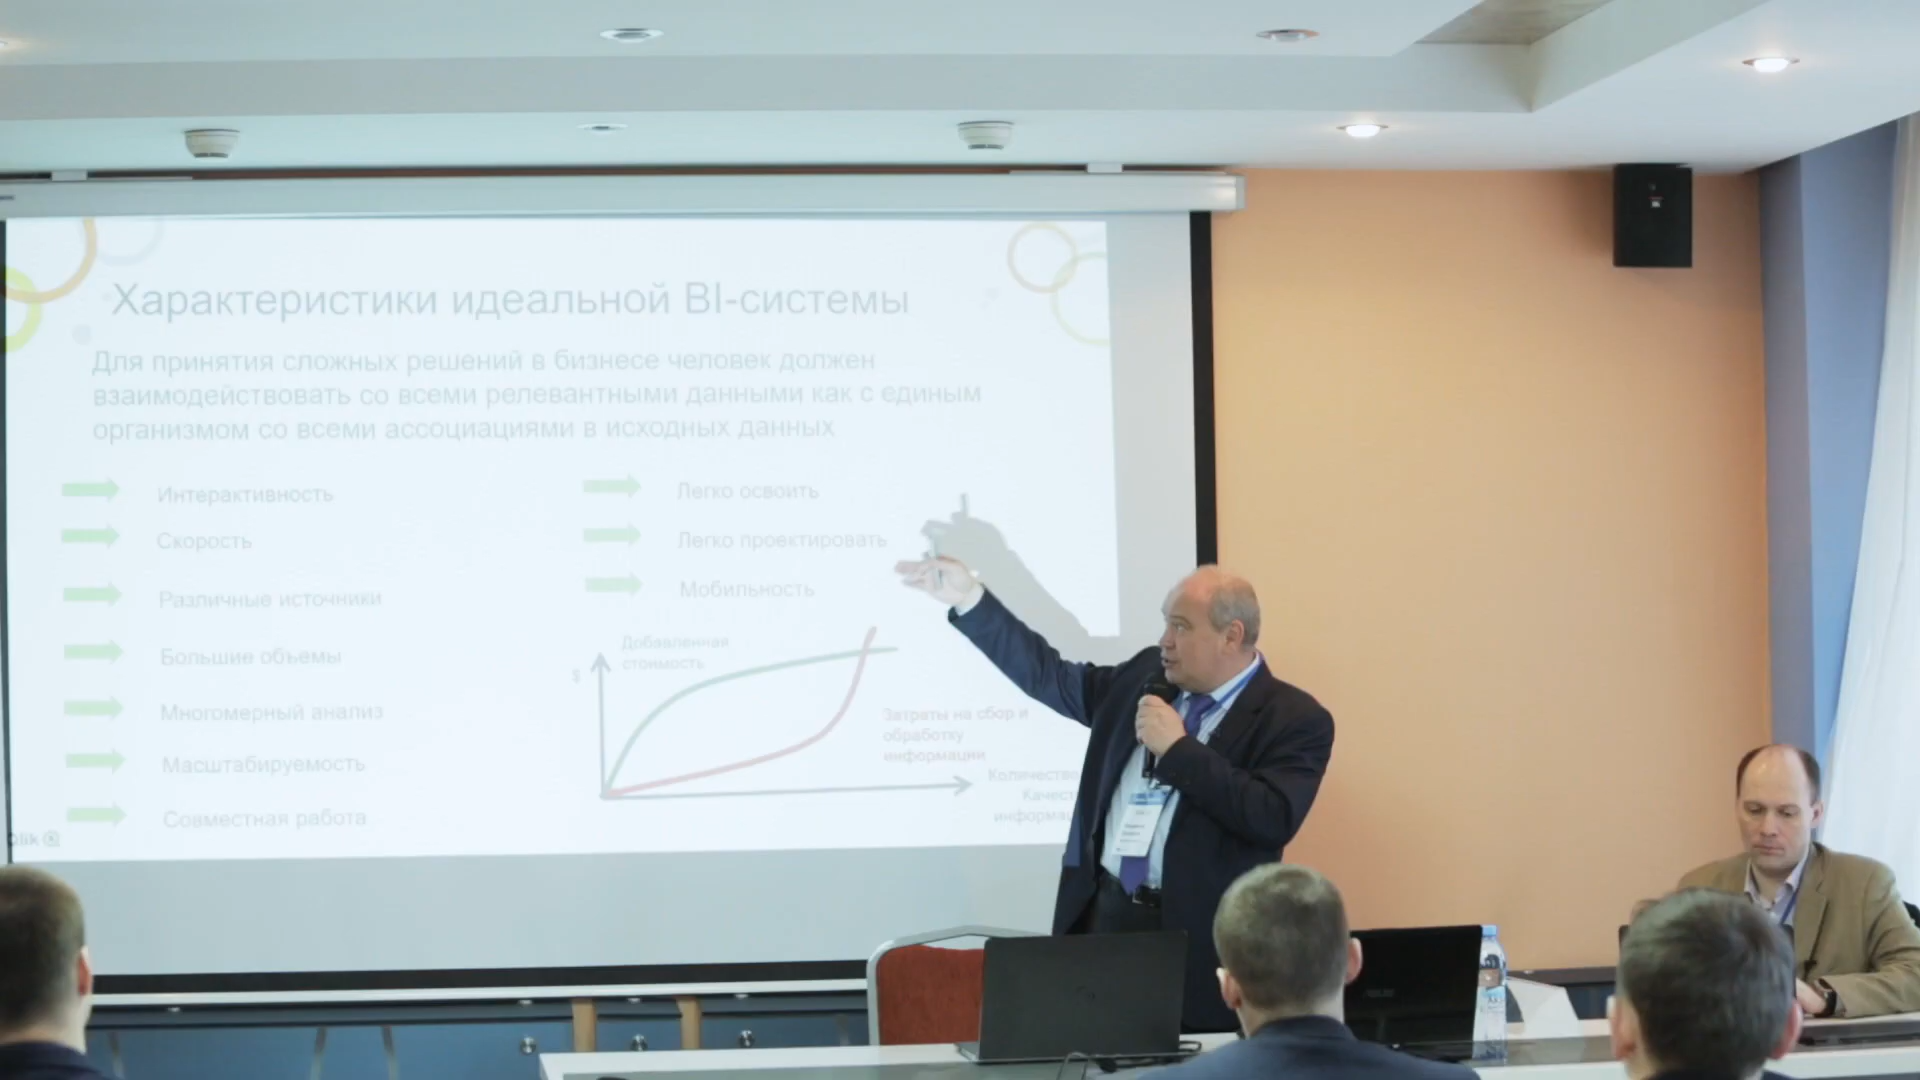 Характеристики идеальной BI-системы
Для принятия сложных решений в бизнесе человек должен
взаимодействовать со всеми релевантными данными как с единым
организмом со всеми ассоциациями в исходных данных
Интерактивность
Скорость
Различные источники
Большие объемы
Многомерный анализ
Масштабируемость
Совместная работа
Легко освоить
Легко проектировать
Мобильность
Добавленная
стоимость
$
Затраты на сбор и
обработку
информации
Количество
Qlik
ASUS